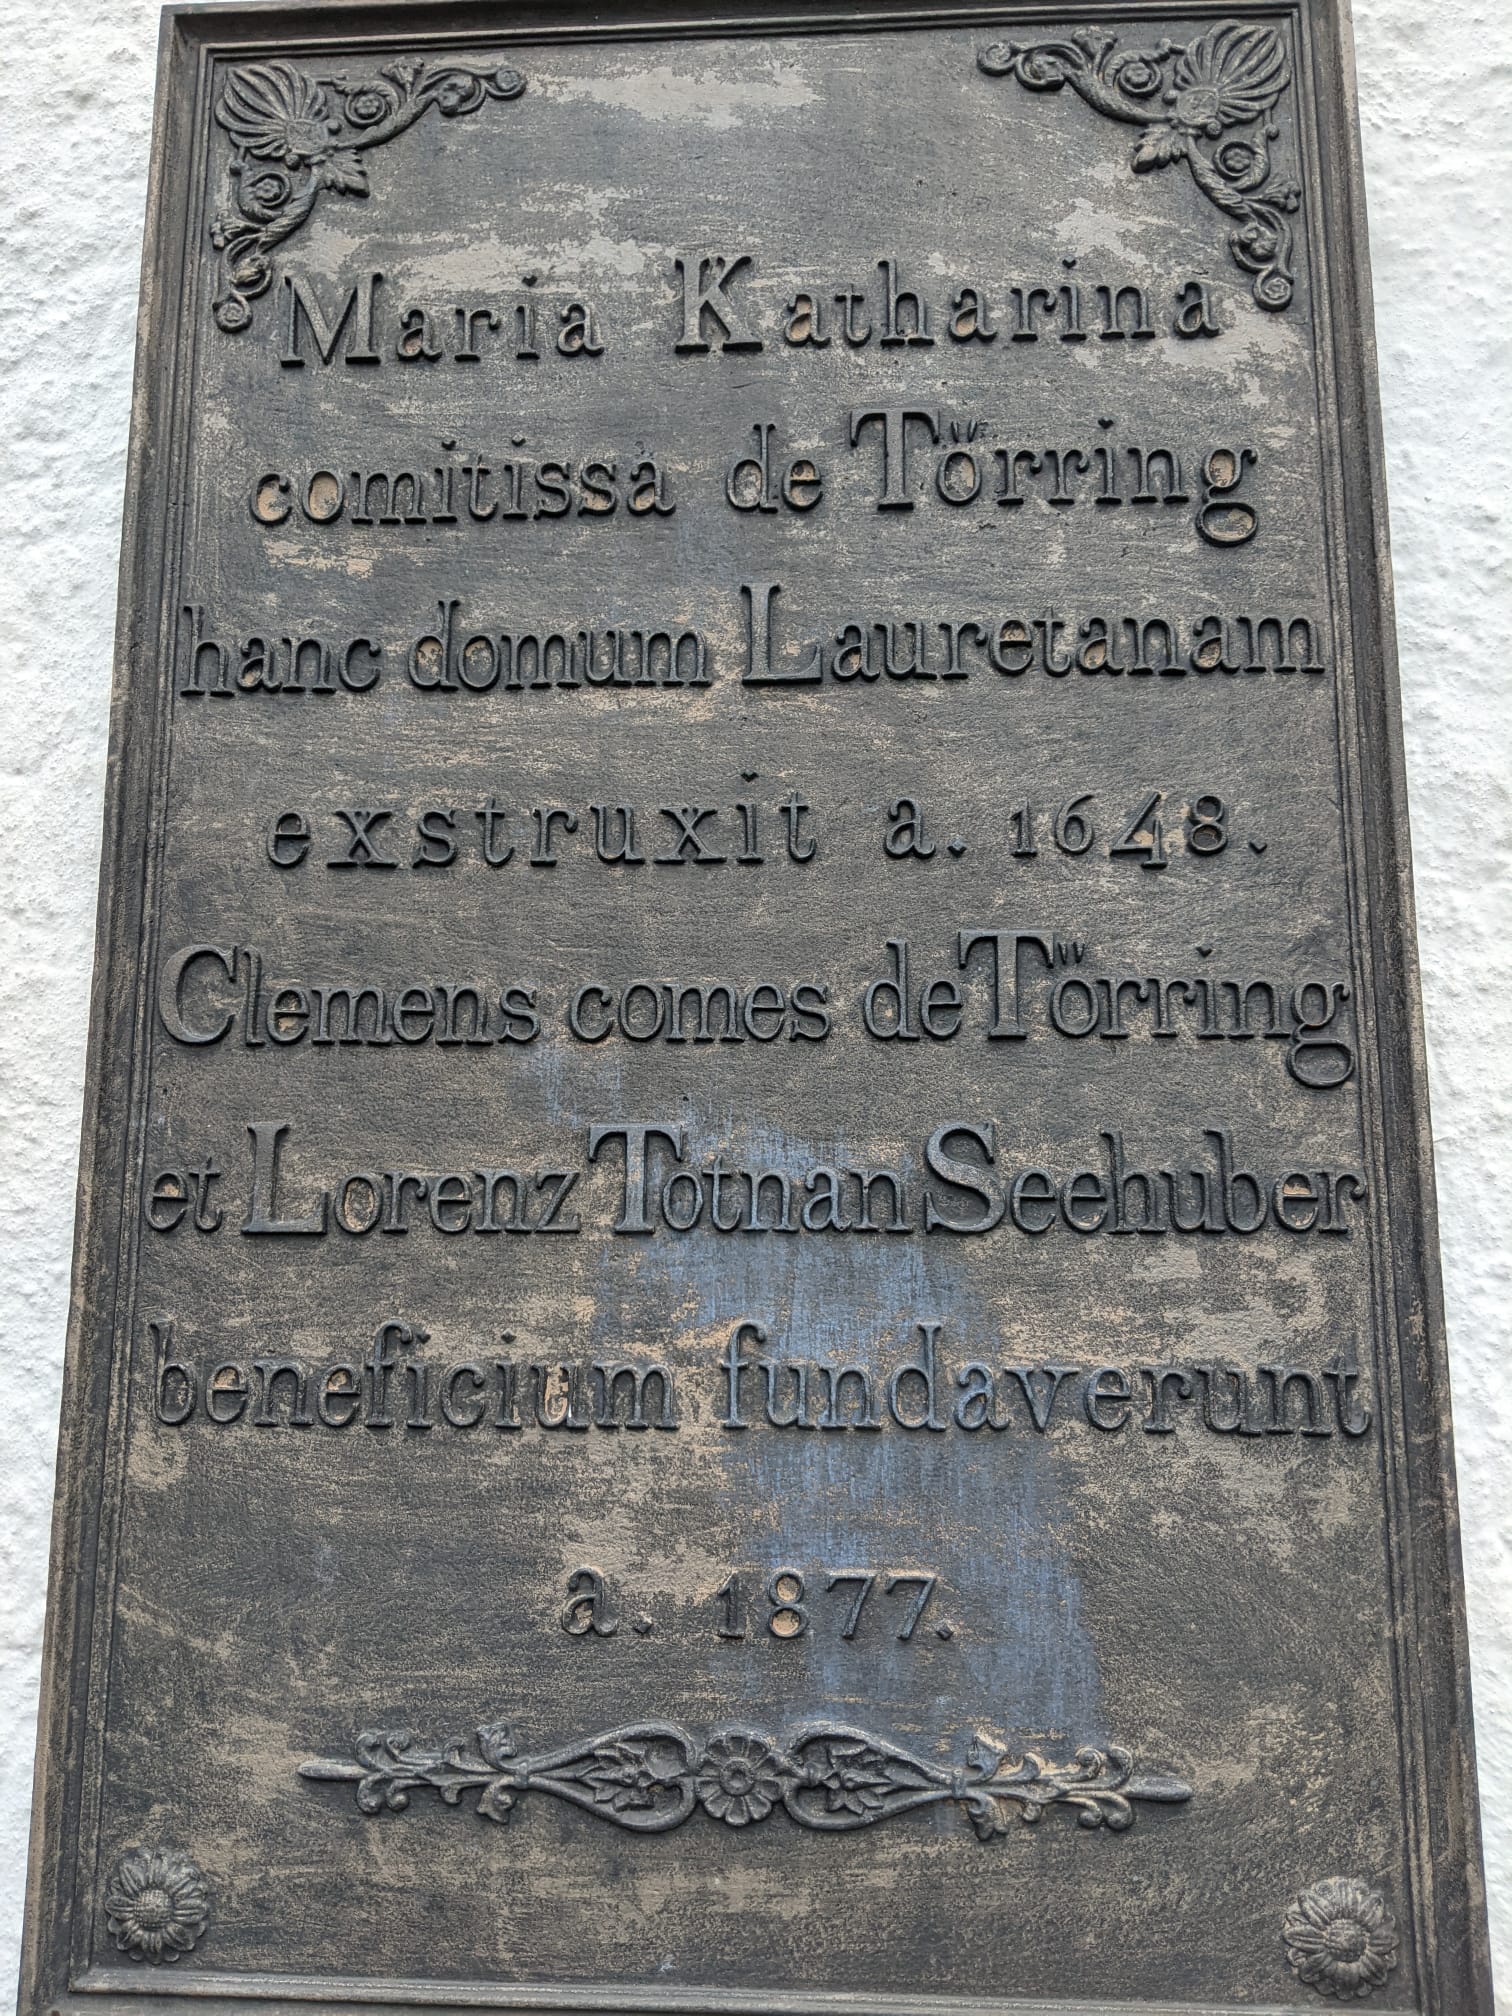 Maria Katharina
comitissa de Törring
hanc domum Lauretanam
exstruxit a. 1648.
Clemens comes de Törring
et Lorenz Totnan Seehuber
beneficium fundaverunt
a. 1877.